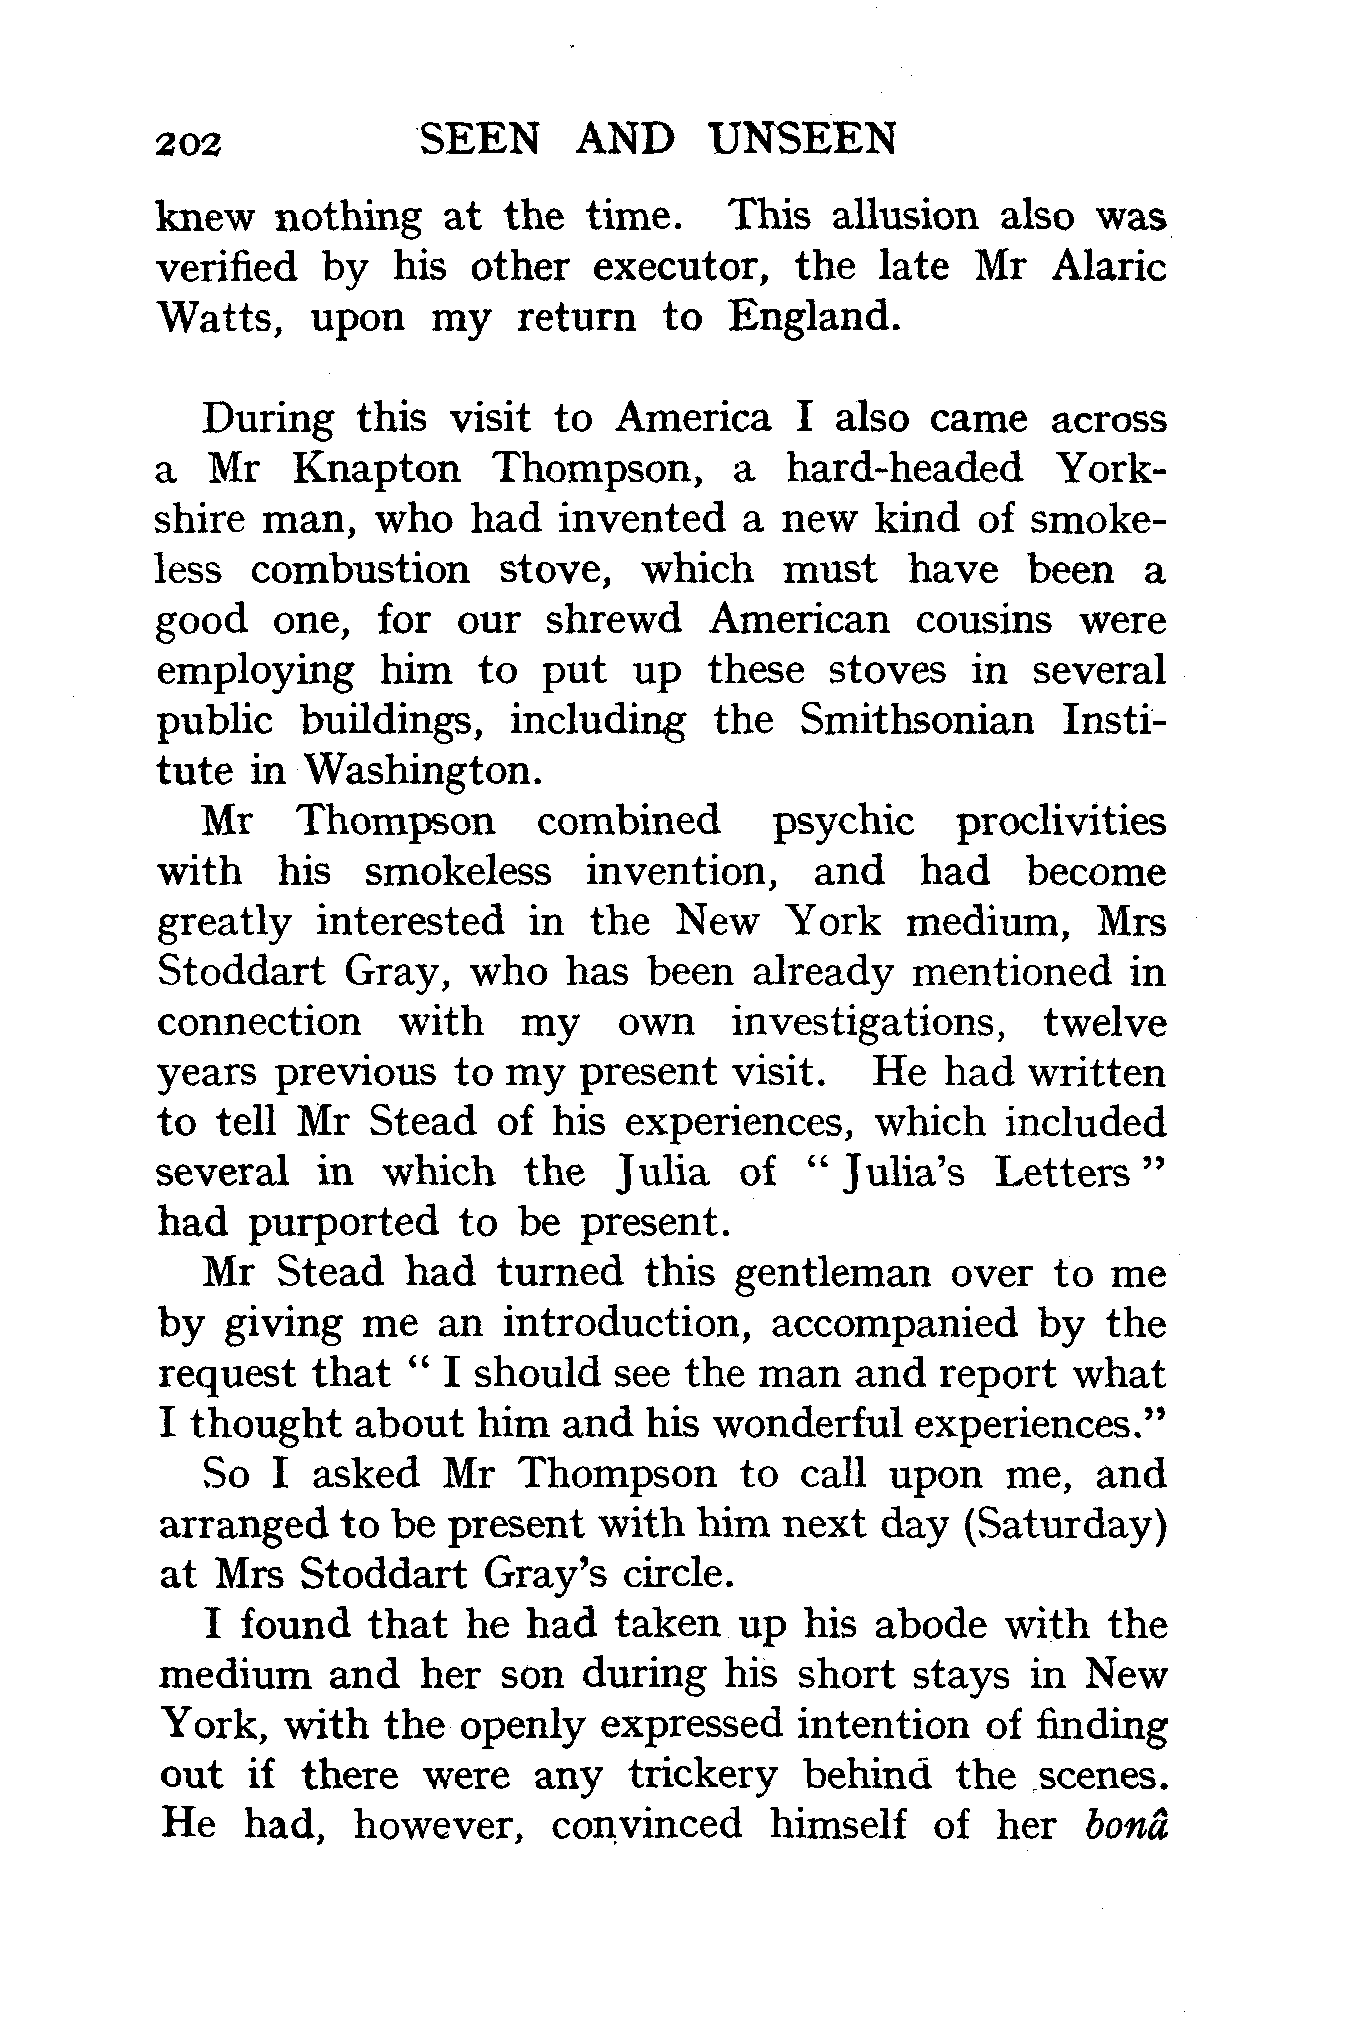 202 SEEN AND UNSEEN
knew nothing at the time. This allusion also was
verified by his other executor, the late Mr Alaric
Watts, upon my return to England.
During this visit to America I also came across
a Mr Knapton Thompson, a hard-headed York-
shire man, who had invented a new kind of smoke-
less combustion stove, which must have been a
good one, for our shrewd American cousins were
employing him to put up these stoves in several
public buildings, including the Smithsonian Insti-
tute in Washington.
Mr Thompson combined psychic proclivities
with his smokeless invention, and had become
greatly interested in the New York medium, Mrs
Stoddart Gray, who has been already mentioned in
connection with my own investigations, twelve
years previous to my present visit. He had written
to tell Mr Stead of his experiences, which included
several in which the Julia of “ Julia’s Letters ”
had purported to be present.
Mr Stead had turned this gentleman over to me
by giving me an introduction, accompanied by the
request that “ I should see the man and report what
I thought about him and his wonderful experiences.”
So I asked Mr Thompson to call upon me, and
arranged to be present with him next day (Saturday)
at Mrs Stoddart Gray’s circle.
I found that he had taken up his abode with the
medium and her son during his short stays in New
York, with the openly expressed intention of finding
out if there were any trickery behind the scenes.
He had, however, convinced himself of her bonâ